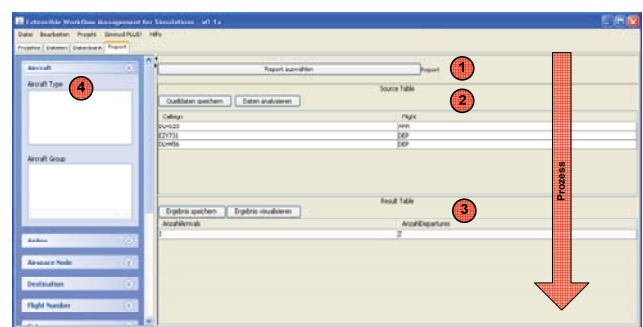 Extensible Workflow Management for Simulations v0.1a
Datei Bearbeiten Projekt Simmod PLUS! Hilfe
Projekte Dateien Datenbank Report
Aircraft
Aircraft Type
4
Aircraft Group
Airline
Airspace Node
Destination
Flight Number
Report auswählen
Report
1
Source Table
Quelldaten speichern Daten analysieren
2
Callsign Flight
DLH123 ARR
EZY731 DEP
DLH456 DEP
Result Table
Ergebnis speichern Ergebnis visualisieren
3
AnzahlArrivals AnzahlDepartures
1 2
Prozess